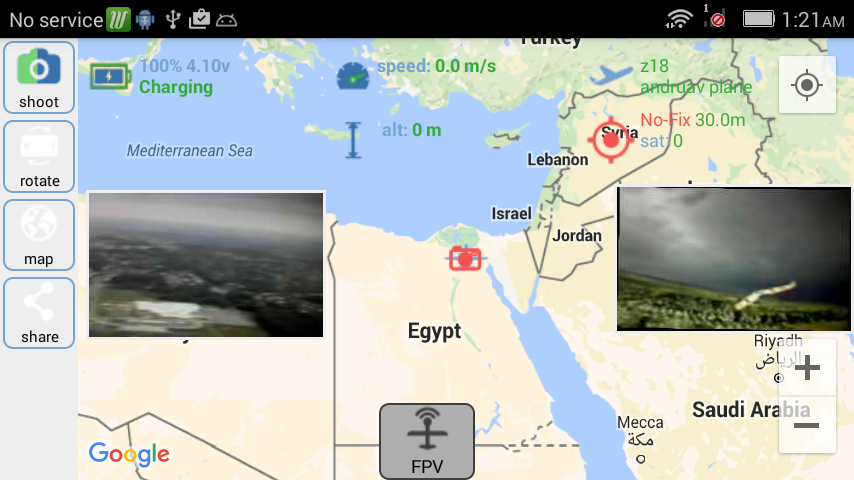 No service
1
1:21AM
Turkey
shoot
100% 4.10v
Charging
speed: 0.0 m/s
z18
andruav plane
No-Fix 30.0m
sat:0
alt: 0 m
Syria
Mediterranean Sea
Lebanon
rotate
Israel
Jordan
map
share
Egypt
Riyadh
الرياض
Saudi Arabia
Mecca
مكة
Google
FPV